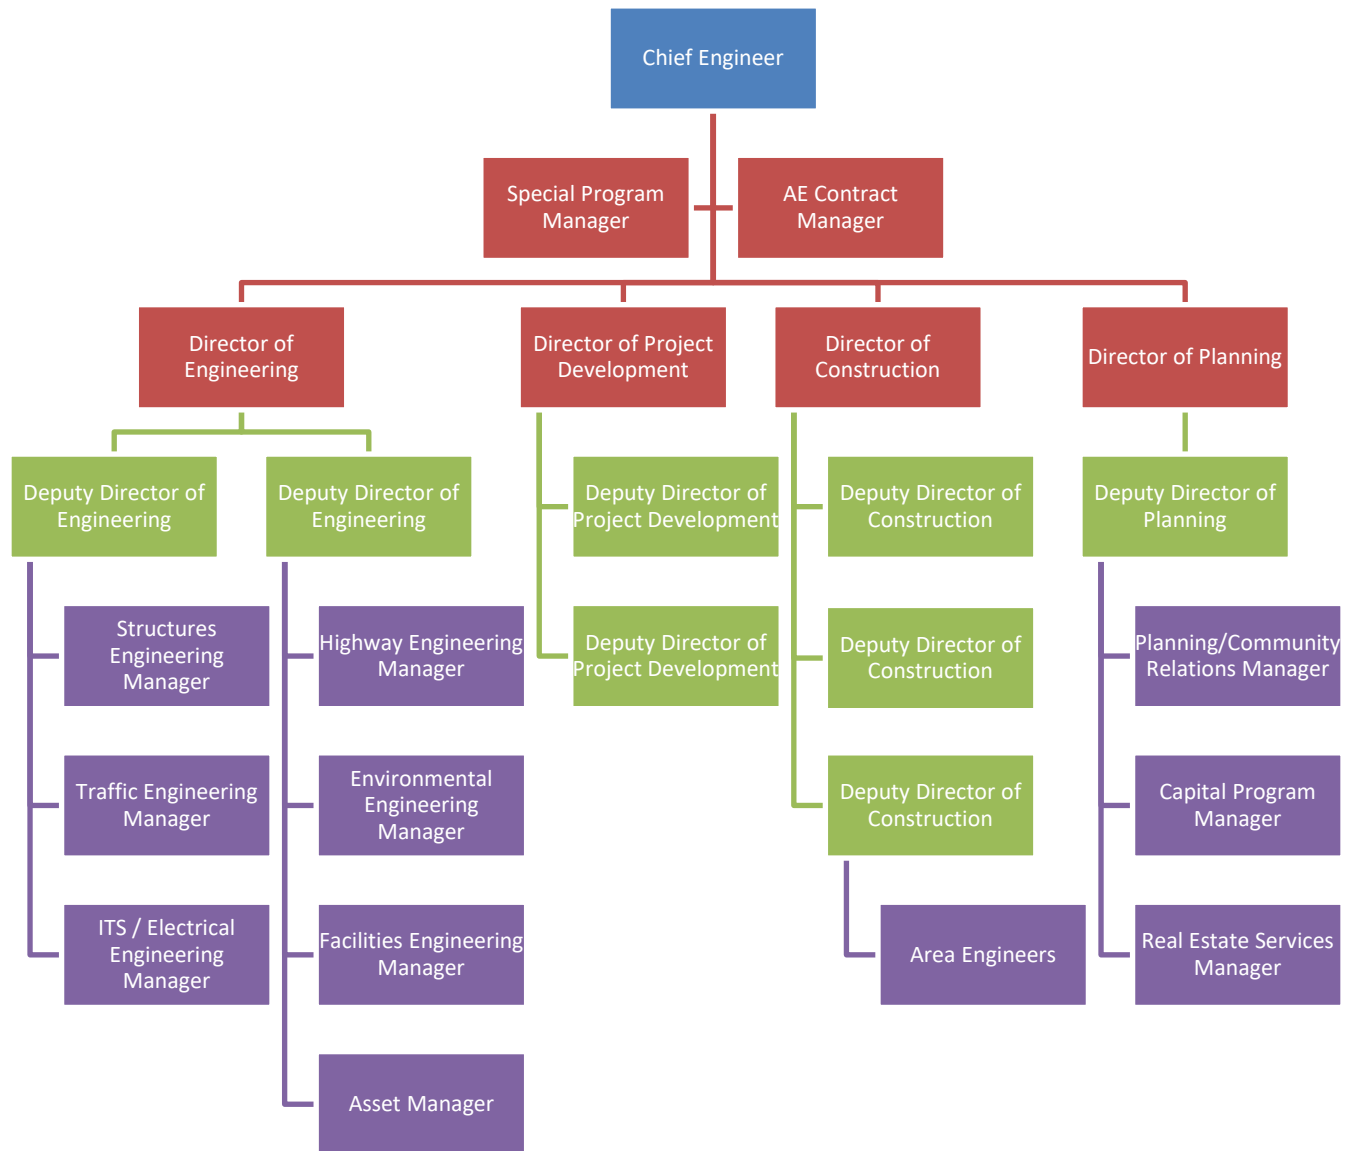 Chief Engineer
Special Program
Manager
AE Contract
Manager
Director of
Engineering
Director of Project
Development
Director of
Construction
Director of Planning
Deputy Director of
Engineering
Deputy Director of
Engineering
Deputy Director of
Project Development
Deputy Director of
Construction
Deputy Director of
Planning
Structures
Engineering
Manager
Highway Engineering
Manager
Deputy Director of
Project Development
Deputy Director of
Construction
Planning/Community
Relations Manager
Traffic Engineering
Manager
Environmental
Engineering
Manager
Deputy Director of
Construction
Capital Program
Manager
ITS / Electrical
Engineering
Manager
Facilities Engineering
Manager
Area Engineers
Real Estate Services
Manager
Asset Manager